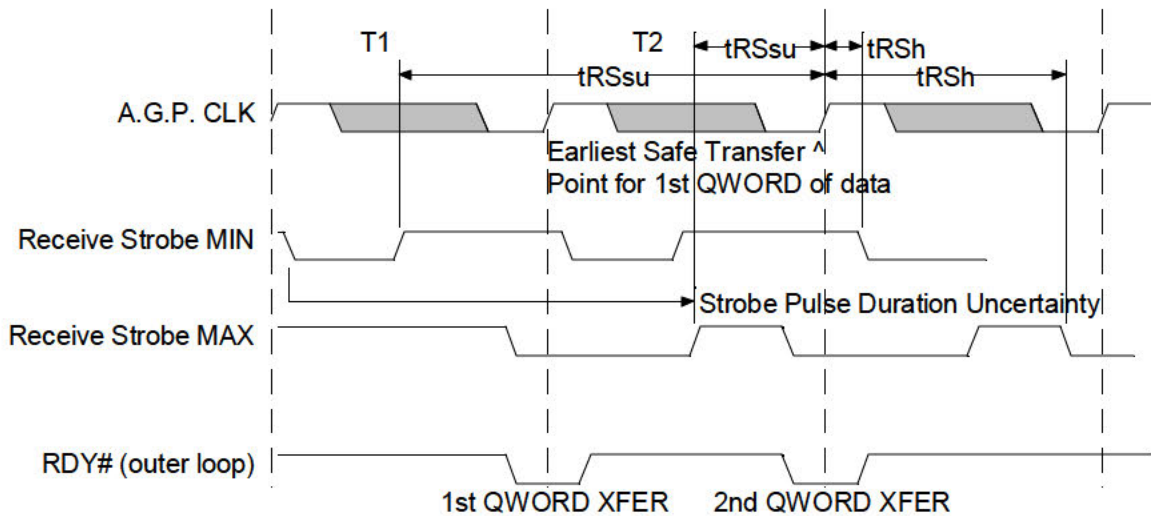 T1
T2
tRSsu
tRSh
tRSsu
tRSh
A.G.P. CLK
Earliest Safe Transfer ^
Point for 1st QWORD of data
Receive Strobe MIN
Strobe Pulse Duration Uncertainty
Receive Strobe MAX
RDY# (outer loop)
1st QWORD XFER
2nd QWORD XFER